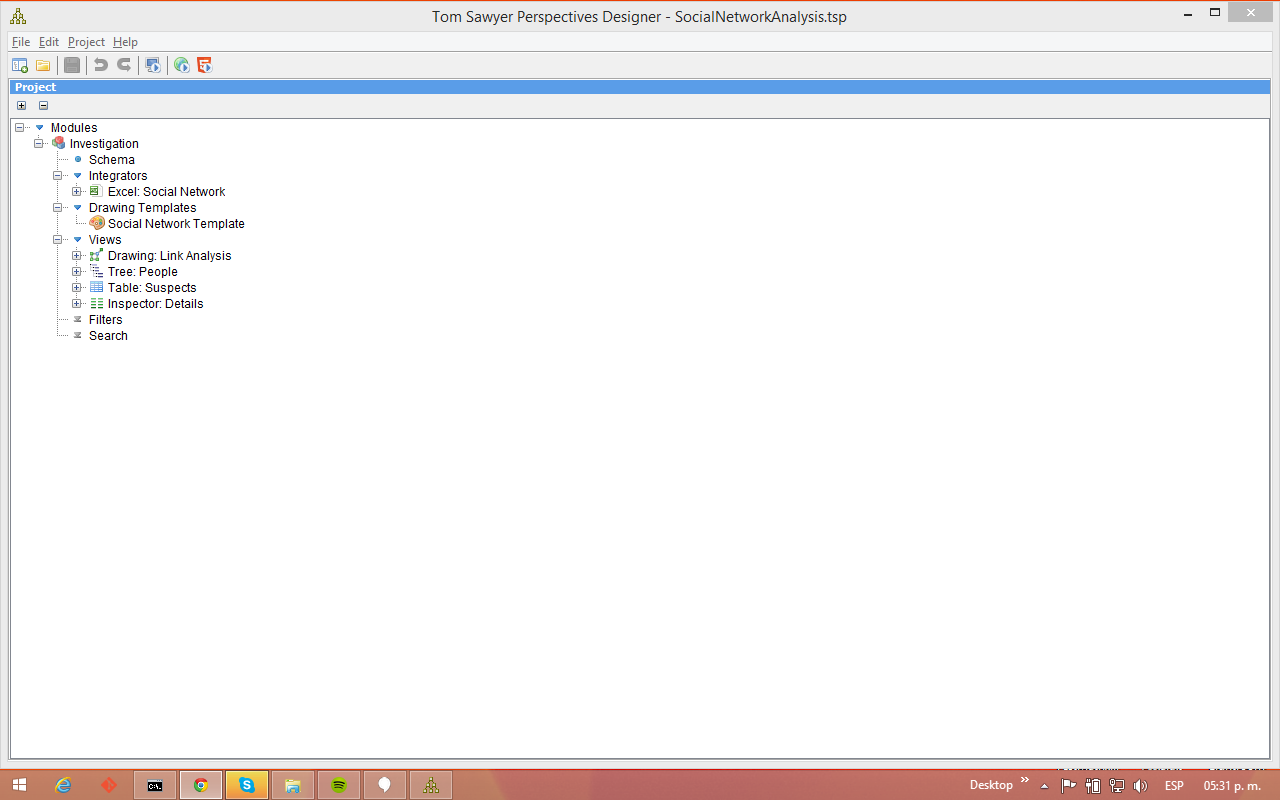 Tom Sawyer Perspectives Designer - SocialNetworkAnalysis.tsp
File Edit Project Help
Project
Modules
Investigation
Schema
Integrators
Excel: Social Network
Drawing Templates
Social Network Template
Views
Drawing: Link Analysis
Tree: People
Table: Suspects
Inspector: Details
Filters
Search
Desktop ESP 05:31 p. m.